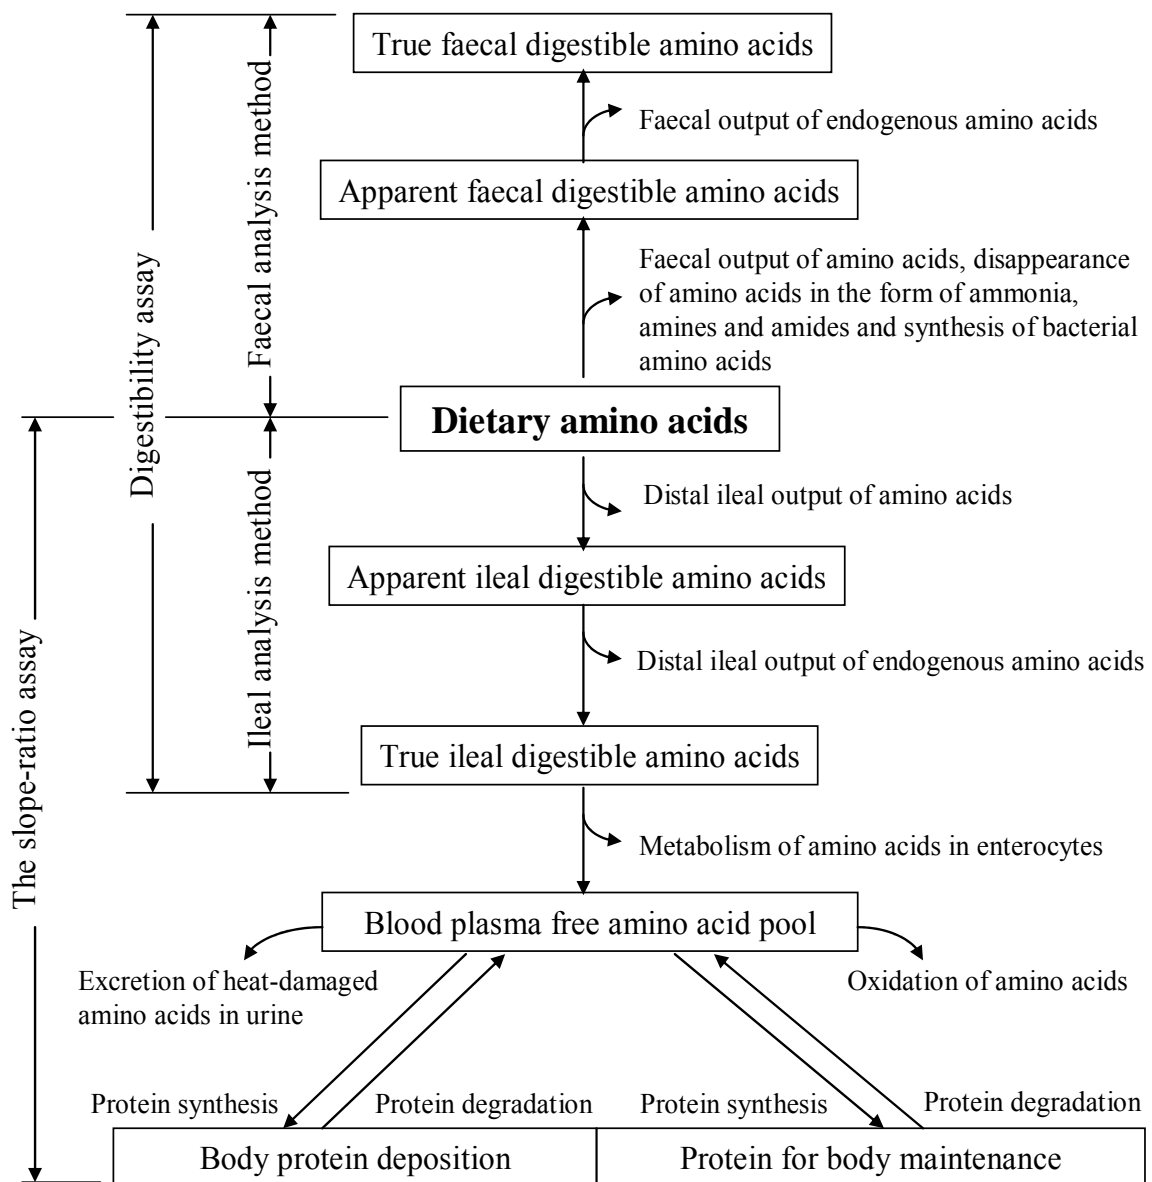 True faecal digestible amino acids
Faecal output of endogenous amino acids
Apparent faecal digestible amino acids
Faecal output of amino acids, disappearance
of amino acids in the form of ammonia,
amines and amides and synthesis of bacterial
amino acids
Dietary amino acids
Distal ileal output of amino acids
Apparent ileal digestible amino acids
Distal ileal output of endogenous amino acids
True ileal digestible amino acids
Metabolism of amino acids in enterocytes
Blood plasma free amino acid pool
Excretion of heat-damaged
amino acids in urine
Oxidation of amino acids
Protein synthesis
Protein degradation
Protein synthesis
Protein degradation
Body protein deposition
Protein for body maintenance
Faecal analysis method
Digestibility assay
Ileal analysis method
The slope-ratio assay